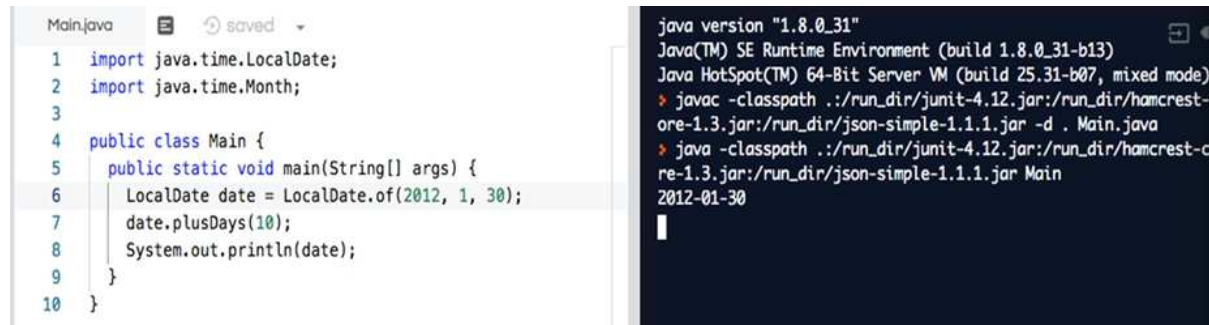 Main.java saved
1 import java.time.LocalDate;
2 import java.time.Month;
3
4 public class Main {
5 public static void main(String[] args) {
6 LocalDate date = LocalDate.of(2012, 1, 30);
7 date.plusDays(10);
8 System.out.println(date);
9 }
10 }
java version "1.8.0_31"
Java(TM) SE Runtime Environment (build 1.8.0_31-b13)
Java HotSpot(TM) 64-Bit Server VM (build 25.31-b07, mixed mode)
javac -classpath .:/run_dir/junit-4.12.jar:/run_dir/hamcrest-
ore-1.3.jar:/run_dir/json-simple-1.1.1.jar -d . Main.java
java -classpath .:/run_dir/junit-4.12.jar:/run_dir/hamcrest-c
re-1.3.jar:/run_dir/json-simple-1.1.1.jar Main
2012-01-30